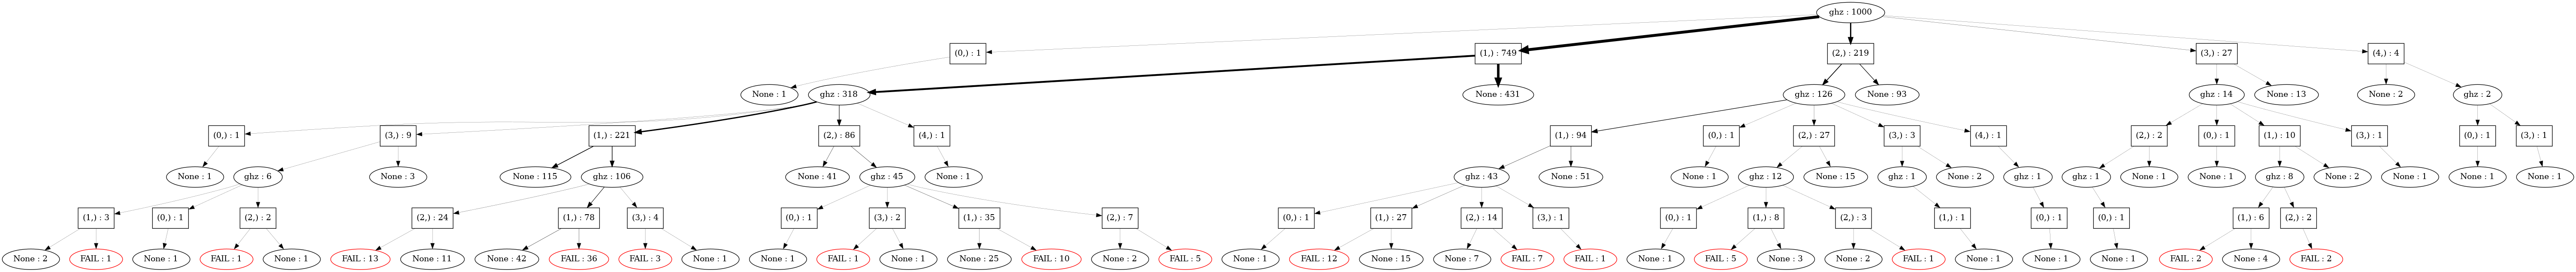 ghz : 1000
(0,) : 1
(1,) : 749
(2,) : 219
(3,) : 27
(4,) : 4
None : 1
ghz : 318
None : 431
ghz : 126
None : 93
ghz : 14
None : 13
None : 2
ghz : 2
(0,) : 1
(3,) : 9
(1,) : 221
(2,) : 86
(4,) : 1
(1,) : 94
(0,) : 1
(2,) : 27
(3,) : 3
(4,) : 1
(2,) : 2
(0,) : 1
(1,) : 10
(3,) : 1
(0,) : 1
(3,) : 1
None : 1
ghz : 6
None : 3
None : 115
ghz : 106
None : 41
ghz : 45
None : 1
ghz : 43
None : 51
None : 1
ghz : 12
None : 15
ghz : 1
None : 2
ghz : 1
ghz : 1
None : 1
None : 1
ghz : 8
None : 2
None : 1
None : 1
None : 1
(1,) : 3
(0,) : 1
(2,) : 2
(2,) : 24
(1,) : 78
(3,) : 4
(0,) : 1
(3,) : 2
(1,) : 35
(2,) : 7
(0,) : 1
(1,) : 27
(2,) : 14
(3,) : 1
(0,) : 1
(1,) : 8
(2,) : 3
(1,) : 1
(0,) : 1
(0,) : 1
(1,) : 6
(2,) : 2
None : 2
FAIL : 1
None : 1
FAIL : 1
None : 1
FAIL : 13
None : 11
None : 42
FAIL : 36
FAIL : 3
None : 1
None : 1
FAIL : 1
None : 1
None : 25
FAIL : 10
None : 2
FAIL : 5
None : 1
FAIL : 12
None : 15
None : 7
FAIL : 7
FAIL : 1
None : 1
FAIL : 5
None : 3
None : 2
FAIL : 1
None : 1
None : 1
None : 1
FAIL : 2
None : 4
FAIL : 2